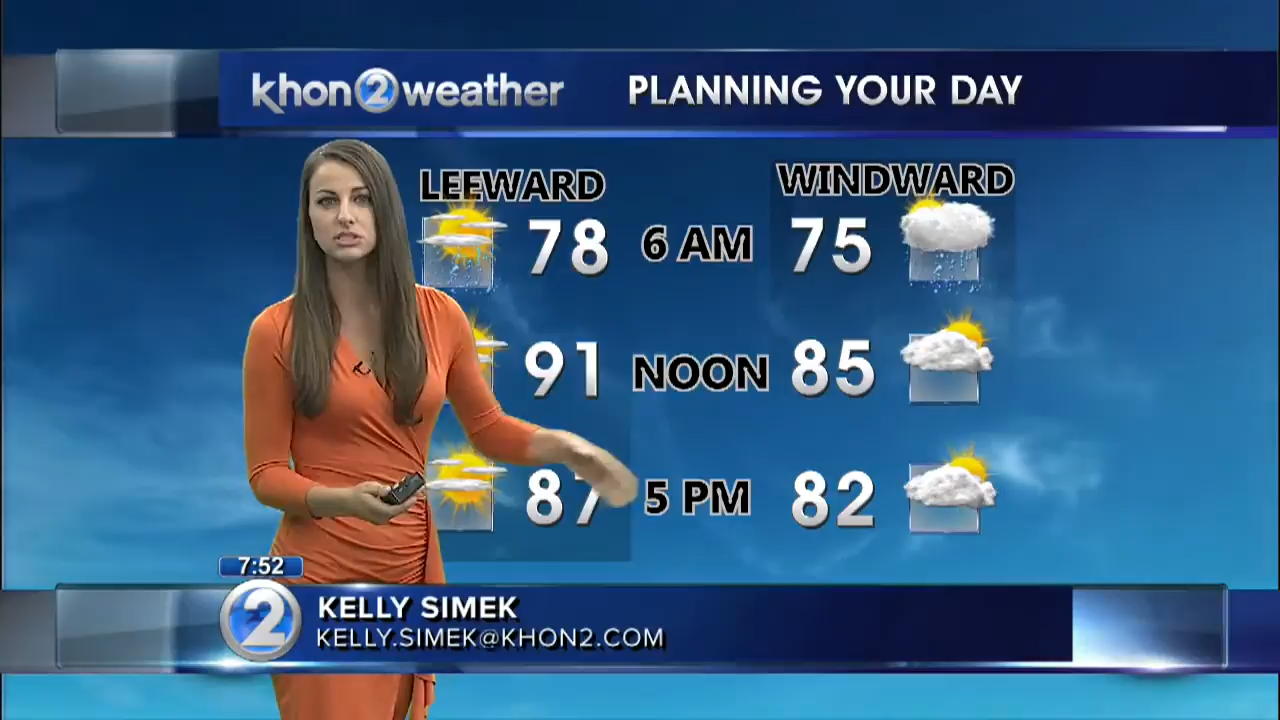 khon2weather PLANNING YOUR DAY
LEEWARD WINDWARD
78 6 AM 75
91 NOON 85
87 5 PM 82
7:52
2 KELLY SIMEK
KELLY.SIMEK@KHON2.COM